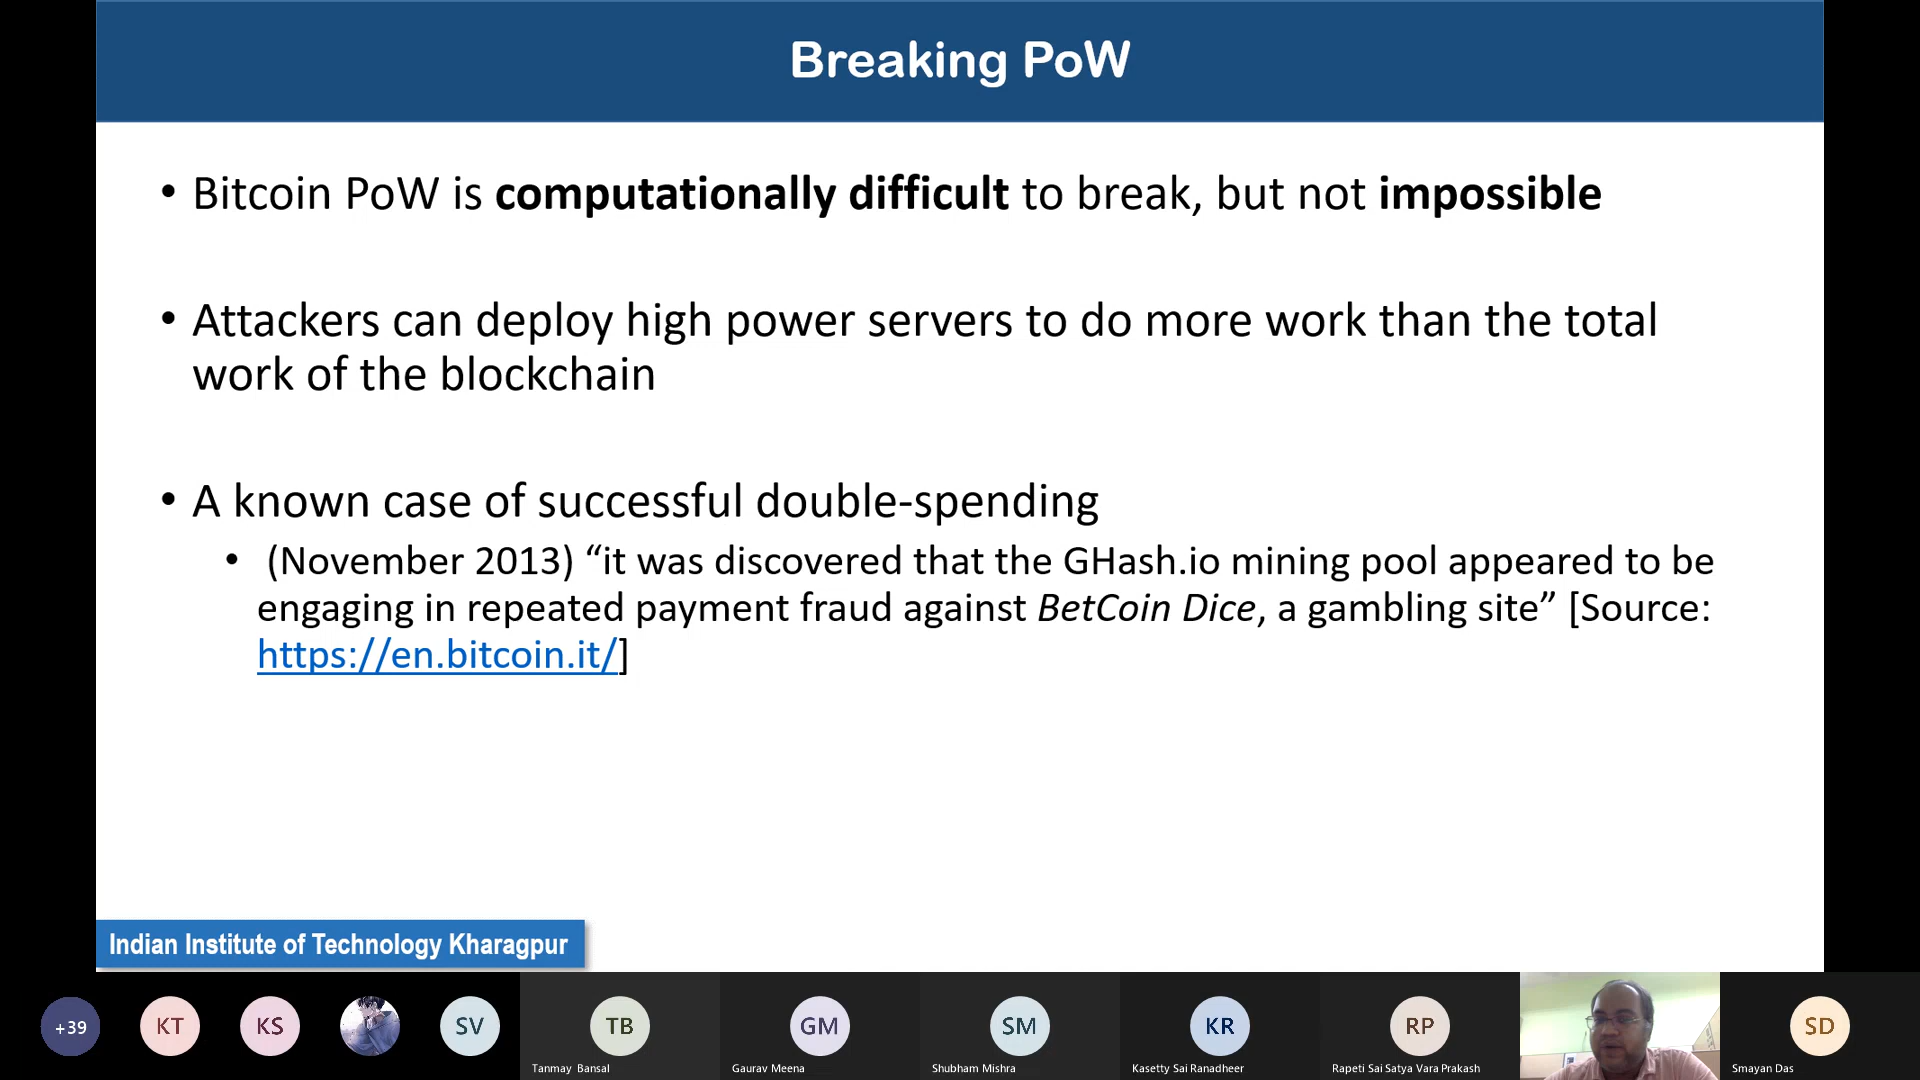 Breaking PoW
• Bitcoin PoW is computationally difficult to break, but not impossible
• Attackers can deploy high power servers to do more work than the total
work of the blockchain
• A known case of successful double-spending
• (November 2013) “it was discovered that the GHash.io mining pool appeared to be
engaging in repeated payment fraud against BetCoin Dice, a gambling site” [Source:
https://en.bitcoin.it/]
Indian Institute of Technology Kharagpur
+39
KT
KS
SV
TB
GM
SM
KR
RP
SD
Tanmay Bansal
Gaurav Meena
Shubham Mishra
Kasetty Sai Ranadheer
Rapeti Sai Satya Vara Prakash
Smayan Das